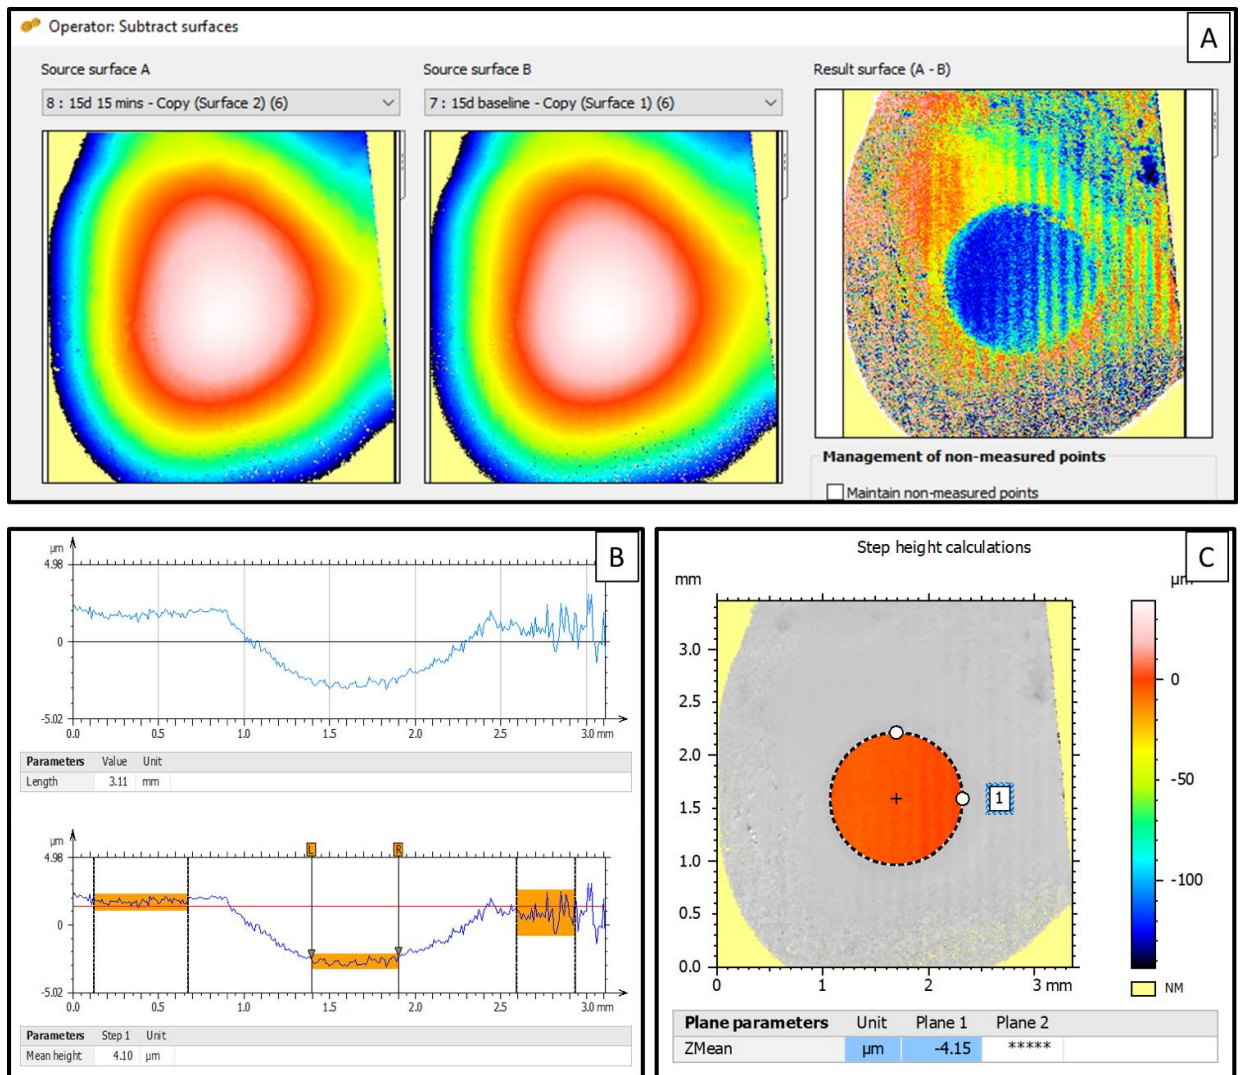 Operator: Subtract surfaces
A
Source surface A
Source surface B
Result surface (A - B)
8 : 15d 15 mins - Copy (Surface 2) (6)
7 : 15d baseline - Copy (Surface 1) (6)
Management of non-measured points
Maintain non-measured points
B
µm
4.98
0
-5.02
0.0 0.5 1.0 1.5 2.0 2.5 3.0 mm
Parameters Value Unit
Length 3.11 mm
µm
L R
4.98
0
-5.02
0.0 0.5 1.0 1.5 2.0 2.5 3.0 mm
Parameters Step 1 Unit
Mean height 4.10 µm
C
Step height calculations
mm
µm
3.0
2.5
2.0
1.5
1.0
0.5
0.0
1
0 1 2 3 mm
0
-50
-100
NM
Plane parameters Unit Plane 1 Plane 2
ZMean µm -4.15 *****